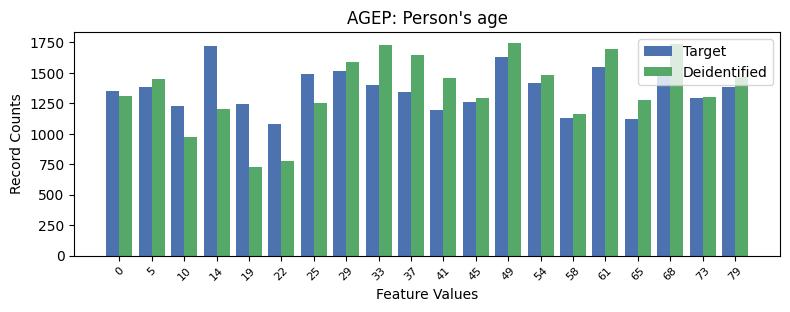 AGEP: Person's age
1750
1500
1250
1000
750
500
250
0
Record Counts
Target
Deidentified
0 5 10 14 19 22 25 29 33 37 41 45 49 54 58 61 65 68 73 79
Feature Values